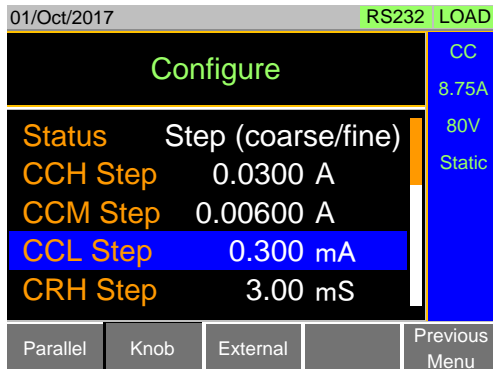 01/Oct/2017 RS232 LOAD
Configure
CC
8.75A
80V
Static
Status Step (coarse/fine)
CCH Step 0.0300 A
CCM Step 0.00600 A
CCL Step 0.300 mA
CRH Step 3.00 mS
Parallel Knob External Previous
Menu